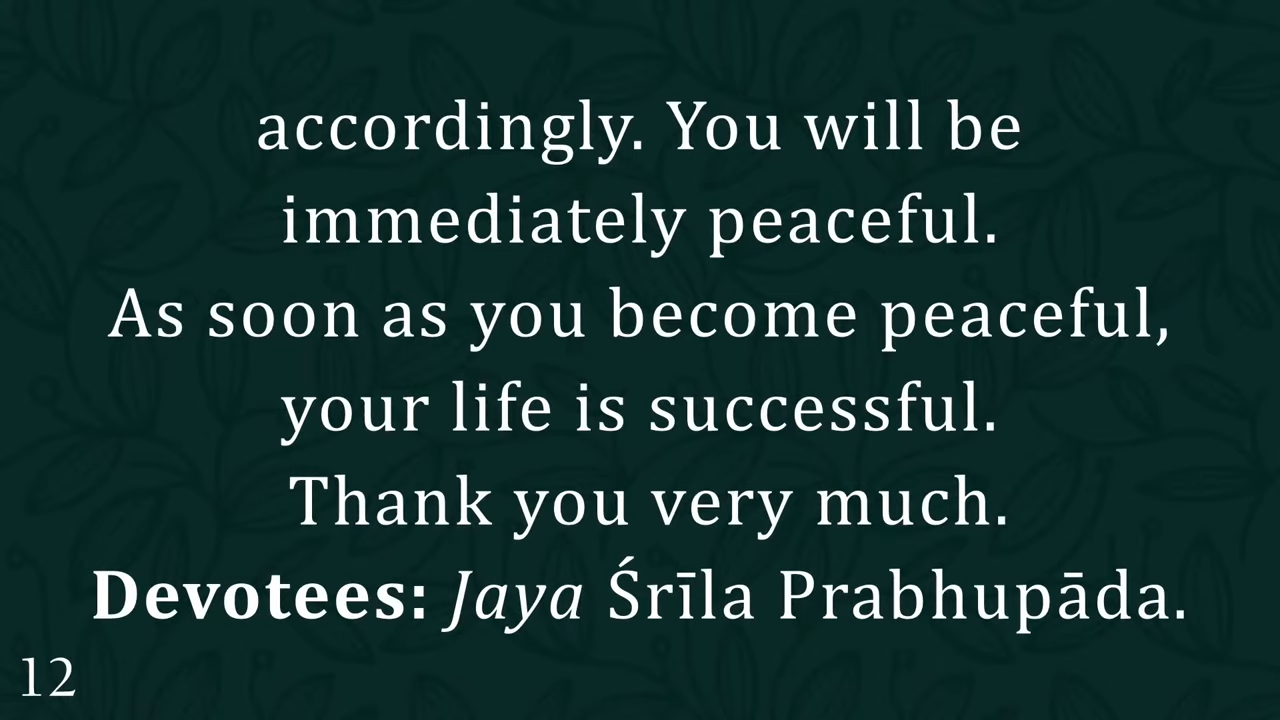 accordingly. You will be
immediately peaceful.
As soon as you become peaceful,
your life is successful.
Thank you very much.
Devotees: Jaya Śrīla Prabhupāda.
12